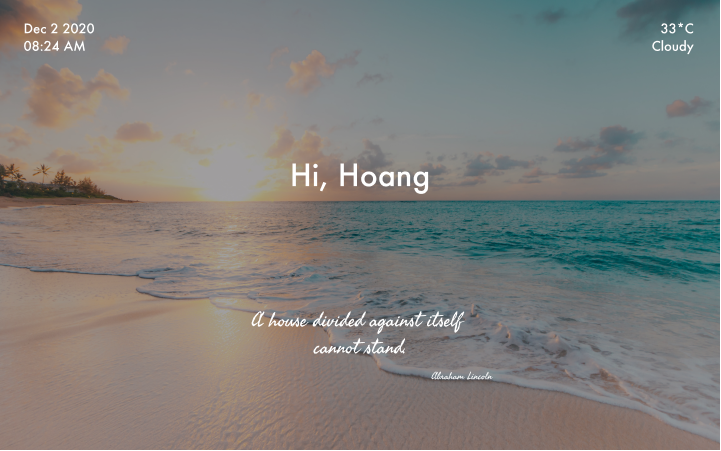 Dec 2 2020
08:24 AM
33*C
Cloudy
Hi, Hoang
A house divided against itself
cannot stand.
Abraham Lincoln